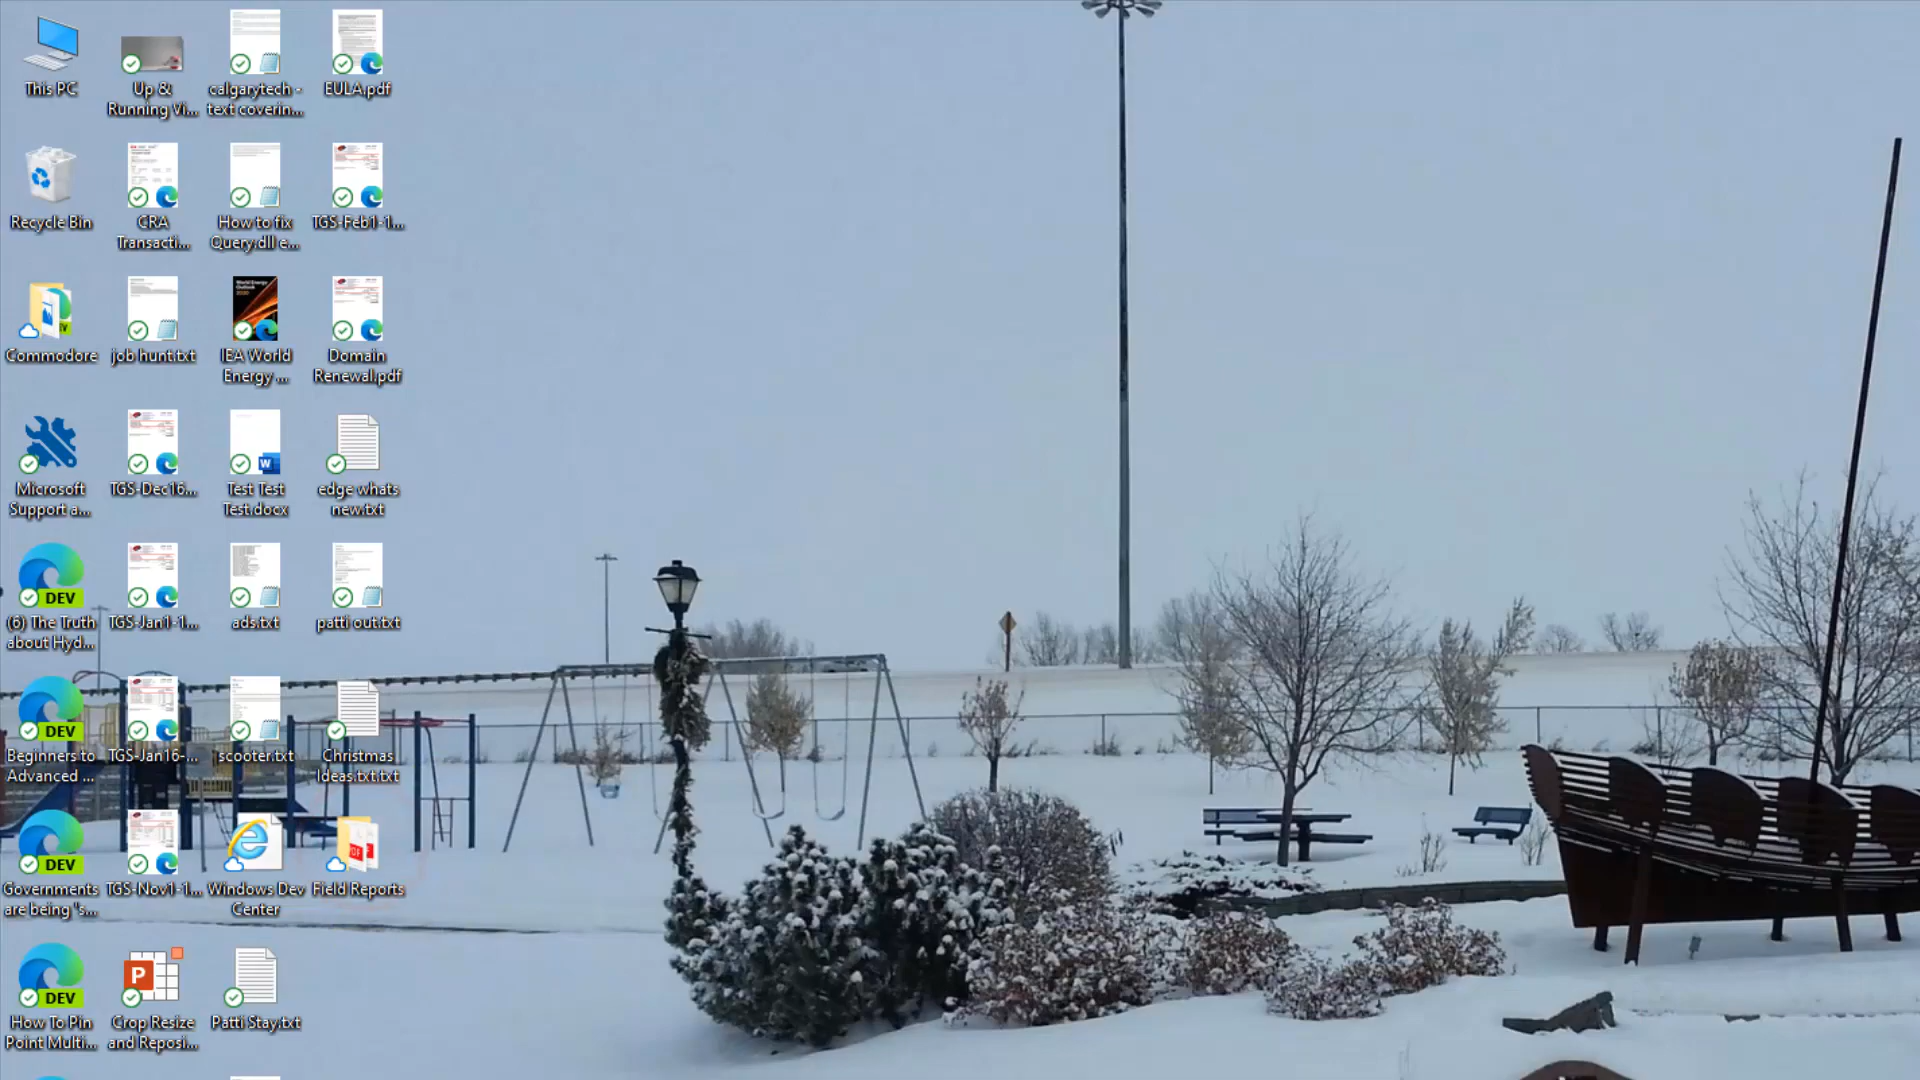 This PC
Up &
Running Vi...
calgarytech -
text coverin...
EULA.pdf
Recycle Bin
CRA
Transacti...
How to fix
Query.dll e...
TGS-Feb1-1...
Commodore
job hunt.txt
IEA World
Energy ...
Domain
Renewal.pdf
Microsoft
Support a...
TGS-Dec16...
Test Test
Test.docx
edge whats
new.txt
DEV
(6) The Truth
about Hyd...
TGS-Jan1-1...
ads.txt
patti out.txt
DEV
Beginners to
Advanced ...
TGS-Jan16-...
scooter.txt
Christmas
Ideas.txt.txt
DEV
Governments
are being "s...
TGS-Nov1-1...
Windows Dev
Center
Field Reports
DEV
How To Pin
Point Multi...
Crop Resize
and Reposi...
Patti Stay.txt